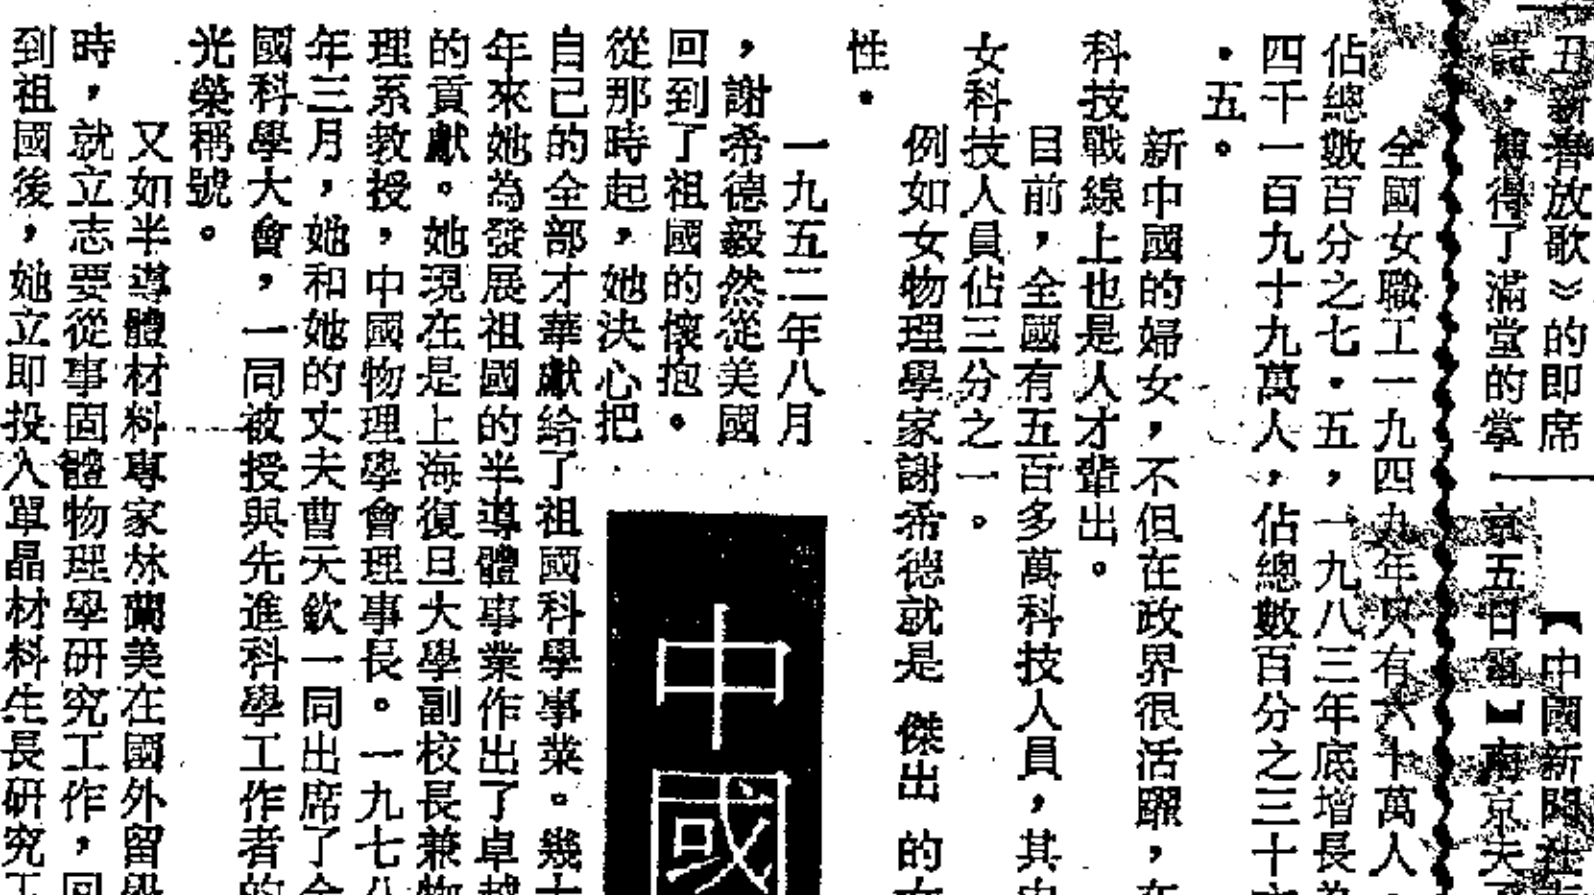 丑新春放歌》的即席
詩，博得了滿堂的掌
【中國新聞社
京五日電】南京夫
全國女職工一九四九年只有六十萬人，
佔總數百分之七・五，一九八三年底增長為
四千一百九十九萬人，佔總數百分之三十
・五。
新中國的婦女，不但在政界很活躍，在
科技戰線上也是人才輩出。
目前，全國有五百多萬科技人員，其中
女科技人員佔三分之一。
例如女物理學家謝希德就是 傑出 的女
性。
一九五二年八月
，謝希德毅然從美國
回到了祖國的懷抱。
從那時起，她決心把
自己的全部才華獻給了祖國科學事業。幾十
年來她為發展祖國的半導體事業作出了卓越
的貢獻。她現在是上海復旦大學副校長兼物
理系教授，中國物理學會理事長。一九七八
年三月，她和她的丈夫曹天欽一同出席了全
國科學大會，一同被授與先進科學工作者的
光榮稱號。
又如半導體材料專家林蘭美在國外留學
時，就立志要從事固體物理學研究工作，回
到祖國後，她立即投入單晶材料生長研究工
中國